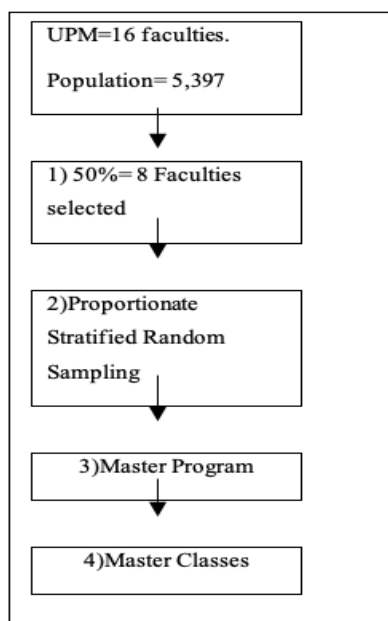 UPM=16 faculties.
Population= 5,397
1) 50%= 8 Faculties
selected
2)Proportionate
Stratified Random
Sampling
3)Master Program
4)Master Classes